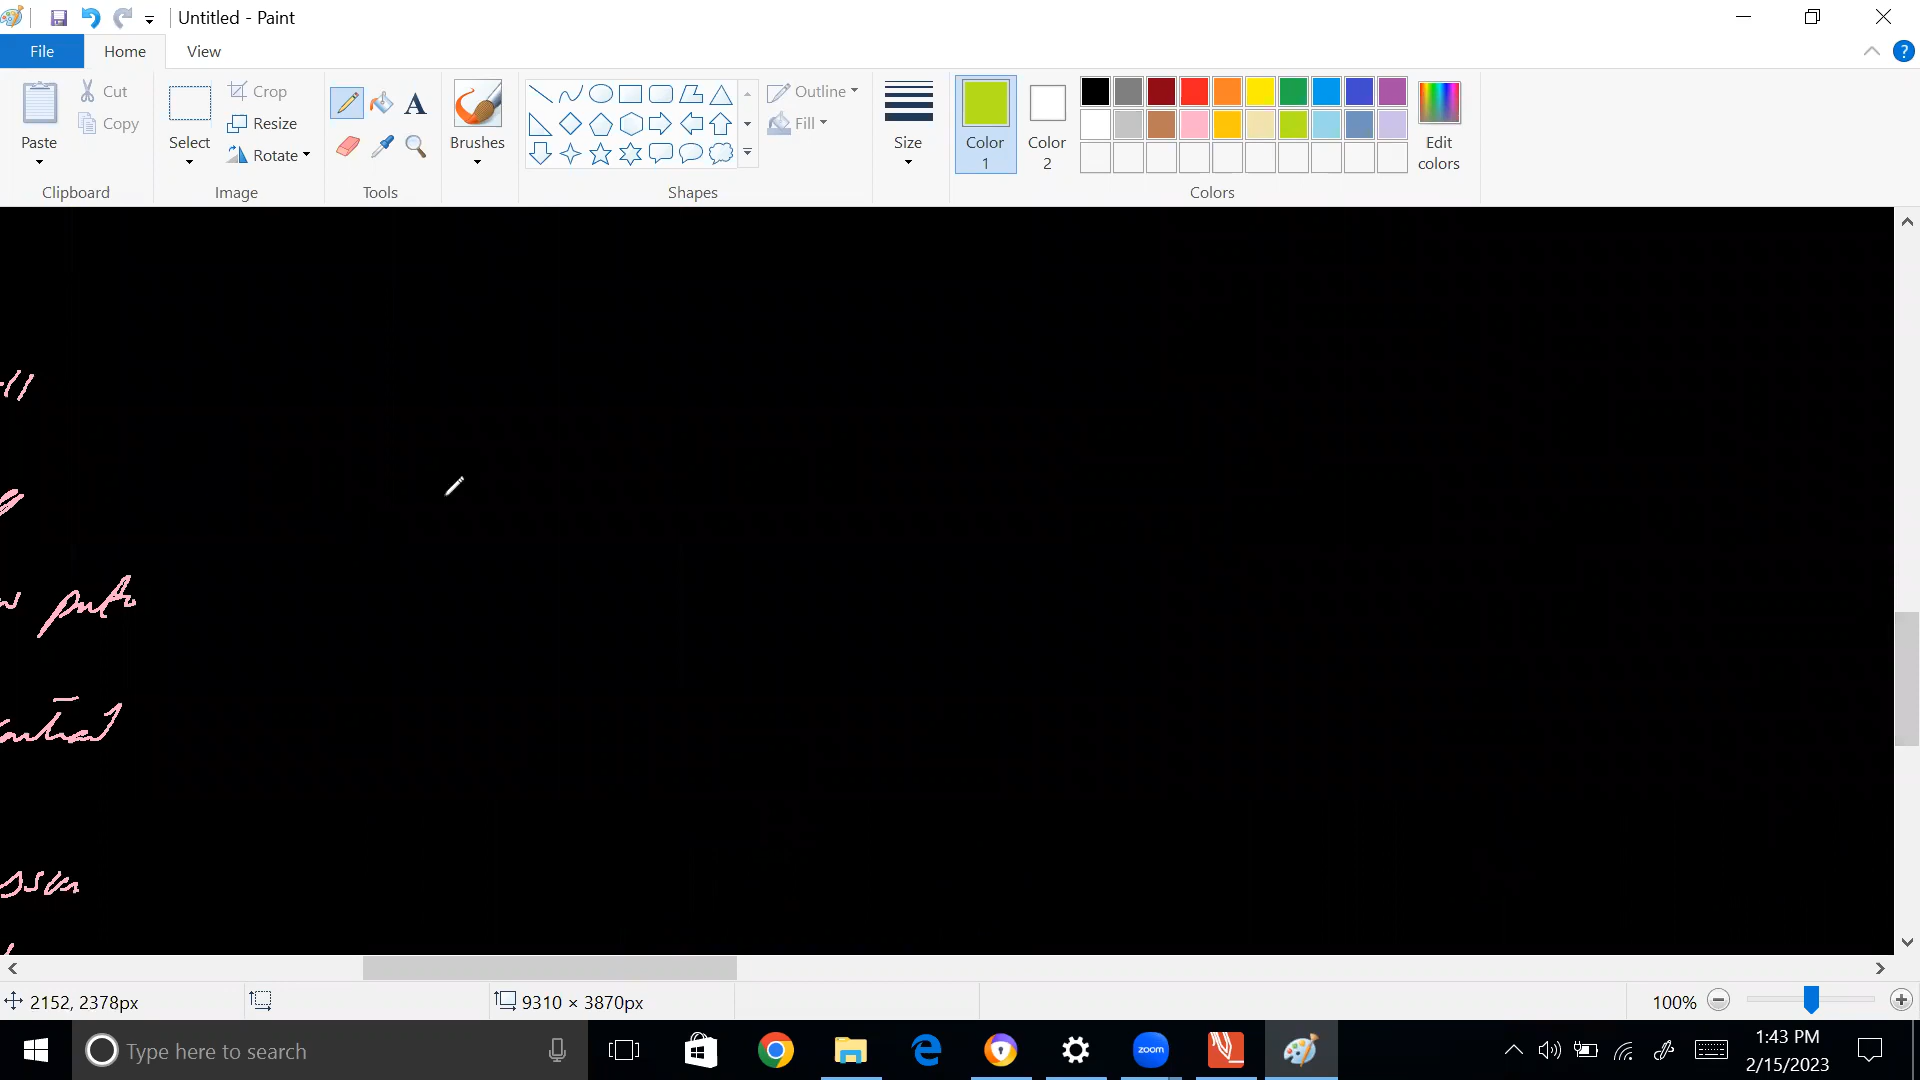 Untitled - Paint
File Home View
Paste Cut Copy Select Crop Resize Rotate Brushes Outline Fill Size Color 1 Color 2 Edit colors
Clipboard Image Tools Shapes Colors
2152, 2378px 9310 × 3870px 100%
Type here to search zoom 1:43 PM
2/15/2023